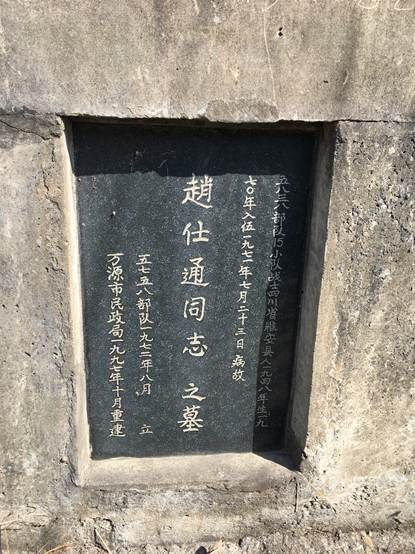 五八三八部队15小队战士四川省雅安县人一九四八年生一九
七〇年入伍一九七一年七月二十三日病故
趙仕通同志之墓
五七五八部队一九七二年八月 立
万源市民政局一九九七年十月重建